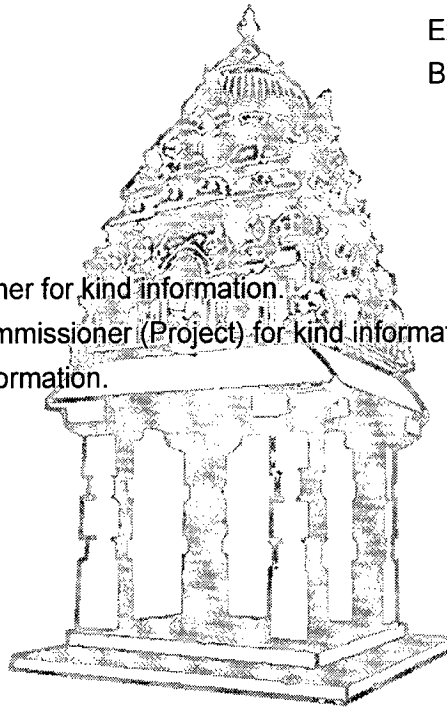 E
B
ner for kind information.
mmissioner (Project) for kind informat
ormation.